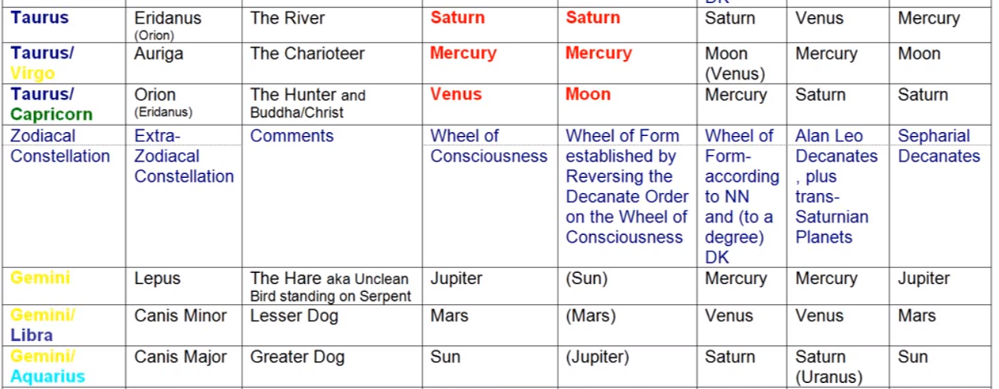 DK
Taurus Eridanus The River Saturn Saturn Saturn Venus Mercury
(Orion)
Taurus/ Auriga The Charioteer Mercury Mercury Moon Mercury Moon
Virgo (Venus)
Taurus/ Orion The Hunter and Venus Moon Mercury Saturn Saturn
Capricorn (Eridanus) Buddha/Christ
Zodiacal Extra- Comments Wheel of Wheel of Form Wheel of Alan Leo Sepharial
Constellation Zodiacal Consciousness established by Form- Decanates Decanates
Constellation Reversing the according , plus
Decanate Order to NN trans-
on the Wheel of and (to a Saturnian
Consciousness degree) Planets
DK
Gemini Lepus The Hare aka Unclean Jupiter (Sun) Mercury Mercury Jupiter
Bird standing on Serpent
Gemini/ Canis Minor Lesser Dog Mars (Mars) Venus Venus Mars
Libra
Gemini/ Canis Major Greater Dog Sun (Jupiter) Saturn Saturn Sun
Aquarius (Uranus)